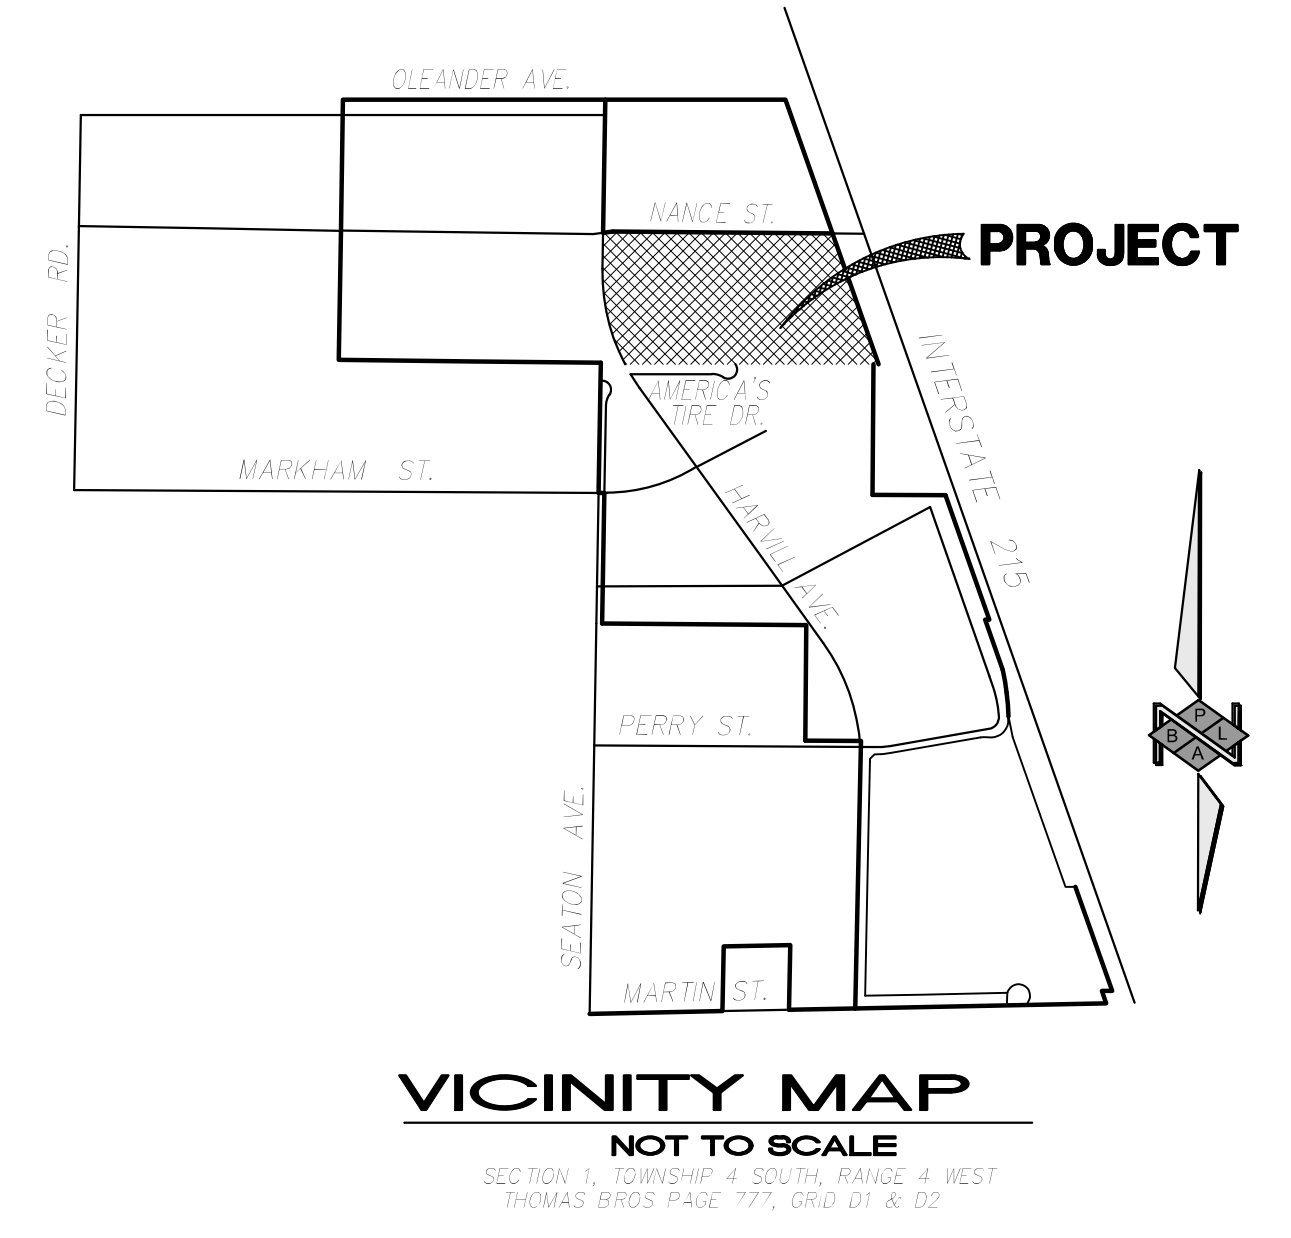 OLEANDER AVE.
NANCE ST.
PROJECT
DECKER RD.
INTERSTATE 215
AMERICA'S
TIRE DR.
MARKHAM ST.
HARVILL AVE.
PERRY ST.
P
B L
A
SEATON AVE.
MARTIN ST.
VICINITY MAP
NOT TO SCALE
SECTION 1, TOWNSHIP 4 SOUTH, RANGE 4 WEST
THOMAS BROS PAGE 777, GRID D1 & D2